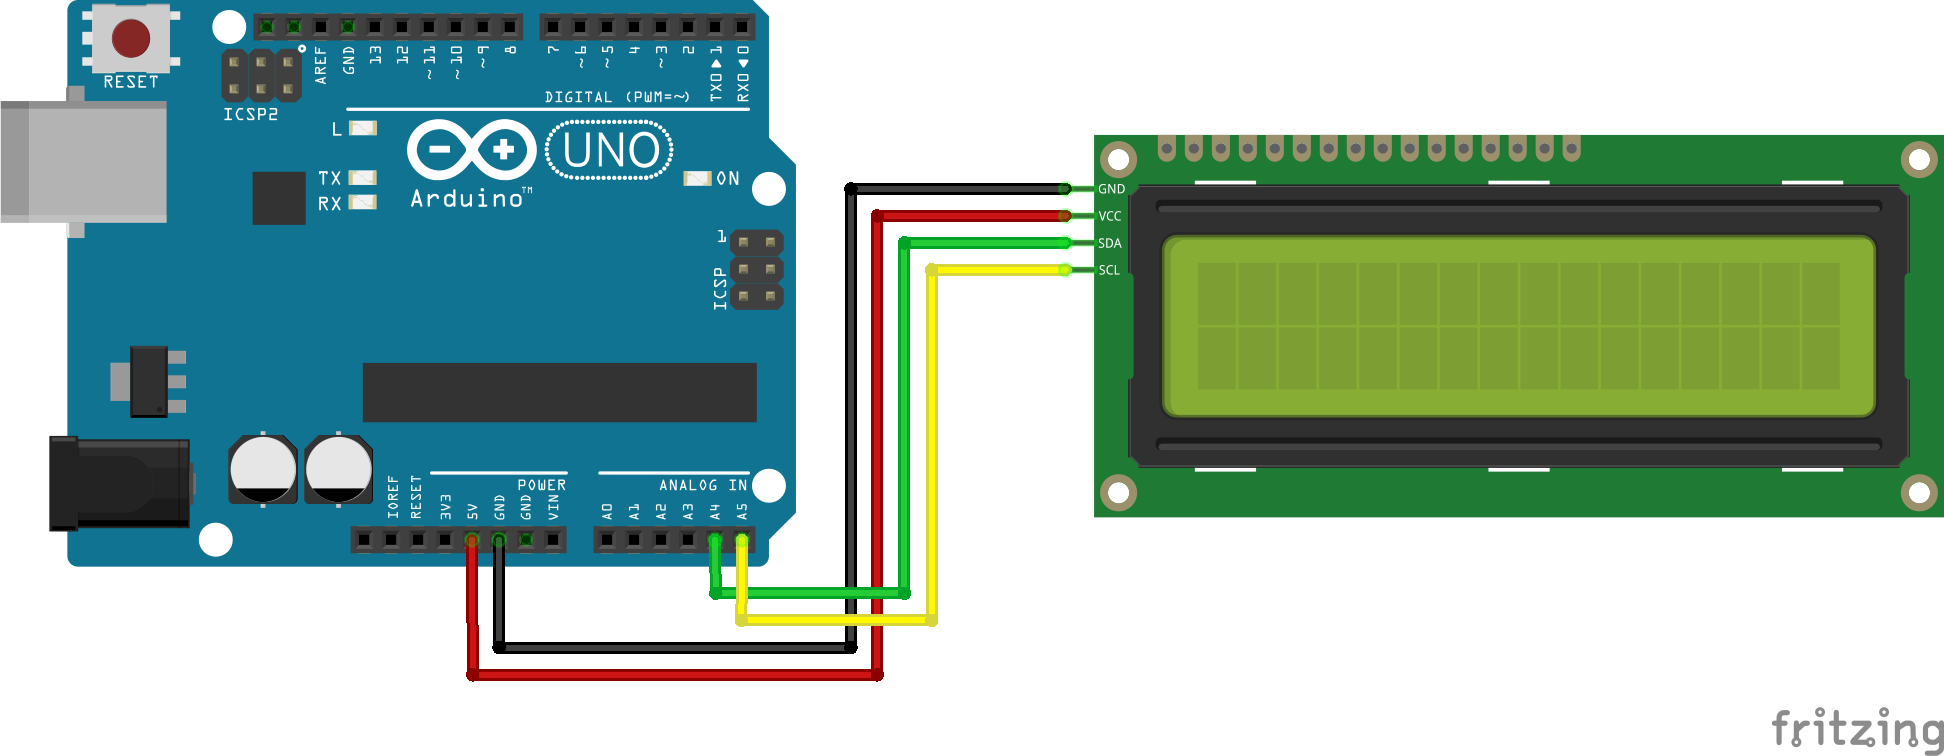 RESET
ICSP2
AREF
GND
13
12
~11
~10
~9
8
7
~6
~5
4
~3
2
TX0▶1
RX0◀0
DIGITAL (PWM=~)
L
TX
RX
Arduino™
UNO
ON
1
ICSP
GND
VCC
SDA
SCL
POWER
ANALOG IN
IOREF
RESET
3V3
5V
GND
GND
VIN
A0
A1
A2
A3
A4
A5
fritzing